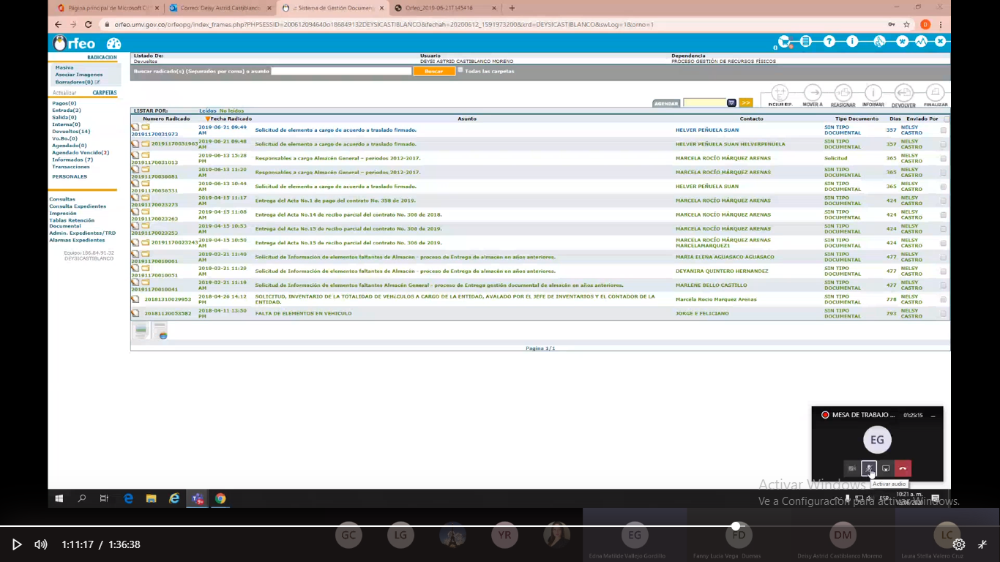 Página principal de Microsoft O
Correo: Deisy Astrid Castiblanco
.:: Sistema de Gestión Document
Orfeo_2019-06-21T145416
orfeo.umv.gov.co/orfeopg/index_frames.php?PHPSESSID=200612094640o186849132DEYSICASTIBLANCO&fechah=20200612_1591973200&krd=DEYSICASTIBLANCO&swLog=1&orno=1
Orfeo
RADICACION
Masiva
Asociar Imagenes
Borradores(0)
Actualizar CARPETAS
Pagos(0)
Entrada(3)
Salida(0)
Interna(0)
Devueltos(14)
Vo.Bo.(0)
Agendado(0)
Agendado Vencido(2)
Informados (7)
Transacciones
PERSONALES
Consultas
Consulta Expedientes
Impresión
Tablas Retención
Documental
Admin. Expedientes/TRD
Alarmas Expedientes
Equipo:186.84.91.32
DEYSICASTIBLANCO
Listado De: Usuario Dependencia
Devueltos DEYSI ASTRID CASTIBLANCO MORENO PROCESO GESTIÓN DE RECURSOS FÍSICOS
Buscar radicado(s) (Separados por coma) o asunto Buscar Todas las carpetas
AGENDAR >> INCLUIR EXP. MOVER A REASIGNAR INFORMAR DEVOLVER FINALIZAR
LISTAR POR: Leídos No leídos
Numero Radicado Fecha Radicado Asunto Contacto Tipo Documento Dias Enviado Por
20191170031973 2019-06-21 09:49 AM Solicitud de elemento a cargo de acuerdo a traslado firmado. HELVER PEÑUELA SUAN SIN TIPO DOCUMENTAL 357 NELSY CASTRO
20191170031963 2019-06-21 09:48 AM Solicitud de elemento a cargo de acuerdo a traslado firmado. HELVER PEÑUELA SUAN HELVERPENUELA SIN TIPO DOCUMENTAL 357 NELSY CASTRO
20191170031013 2019-06-13 15:28 PM Responsables a cargo Almacén General – periodos 2012-2017. MARCELA ROCÍO MÁRQUEZ ARENAS Solicitud 365 NELSY CASTRO
2019-06-13 11:29 AM Responsables a cargo Almacén General – periodos 2012-2017. MARCELA ROCÍO MÁRQUEZ ARENAS SIN TIPO DOCUMENTAL 365 NELSY CASTRO
2019-06-13 10:44 AM Solicitud de elemento a cargo de acuerdo a traslado firmado. HELVER PEÑUELA SUAN SIN TIPO DOCUMENTAL 365 NELSY CASTRO
20191170023273 2019-04-15 11:17 AM Entrega del Acta No.1 de pago del contrato No. 358 de 2019. MARCELA ROCÍO MÁRQUEZ ARENAS SIN TIPO DOCUMENTAL 424 NELSY CASTRO
20191170023263 2019-04-15 11:08 AM Entrega del Acta No.14 de recibo parcial del contrato No. 306 de 2018. MARCELA ROCÍO MÁRQUEZ ARENAS SIN TIPO DOCUMENTAL 424 NELSY CASTRO
20191170023253 2019-04-15 10:53 AM Entrega del Acta No.15 de recibo parcial del contrato No. 306 de 2019. MARCELA ROCÍO MÁRQUEZ ARENAS SIN TIPO DOCUMENTAL 424 NELSY CASTRO
20191170023243 2019-04-15 10:50 AM Entrega del Acta No.15 de recibo parcial del contrato No. 306 de 2019. MARCELA ROCÍO MÁRQUEZ ARENAS MARCELAMARQUEZ1 SIN TIPO DOCUMENTAL 424 NELSY CASTRO
2019-02-21 11:40 AM Solicitud de Información de elementos faltantes de Almacén – proceso de Entrega de almacén en años anteriores. MARIA ELENA AGUASACO AGUASACO SIN TIPO DOCUMENTAL 477 NELSY CASTRO
2019-02-21 11:29 AM Solicitud de Información de elementos faltantes de Almacén – proceso de Entrega de almacén en años anteriores. DEYANIRA QUINTERO HERNANDEZ SIN TIPO DOCUMENTAL 477 NELSY CASTRO
2019-02-21 11:19 AM Solicitud de Información de elementos faltantes Almacén General – proceso de Entrega gestión documental de almacén en años anteriores. MARLENE BELLO CASTILLO SIN TIPO DOCUMENTAL 477 NELSY CASTRO
20181310029953 2018-04-26 14:12 PM SOLICITUD, INVENTARIO DE LA TOTALIDAD DE VEHíCULOS A CARGO DE LA ENTIDAD, AVALADO POR EL JEFE DE INVENTARIOS Y EL CONTADOR DE LA ENTIDAD. Marcela Rocio Marquez Arenas SIN TIPO DOCUMENTAL 778 NELSY CASTRO
20181120053582 2018-04-11 13:50 PM FALTA DE ELEMENTOS EN VEHICULO JORGE E FELICIANO SIN TIPO DOCUMENTAL 793 NELSY CASTRO
Pagina 1/1
MESA DE TRABAJO ... 01:25:15
EG
Activar audio
Activar Windows
Ve a Configuración para activar Windows.
ESP 10:21 a. m.
12/06/2020
GC LG YR EG FD DM LC
Edna Matilde Vallejo Gordillo Fanny Lucia Vega Duenas Deisy Astrid Castiblanco Moreno Laura Stella Valero Cruz
1:11:17 / 1:36:38